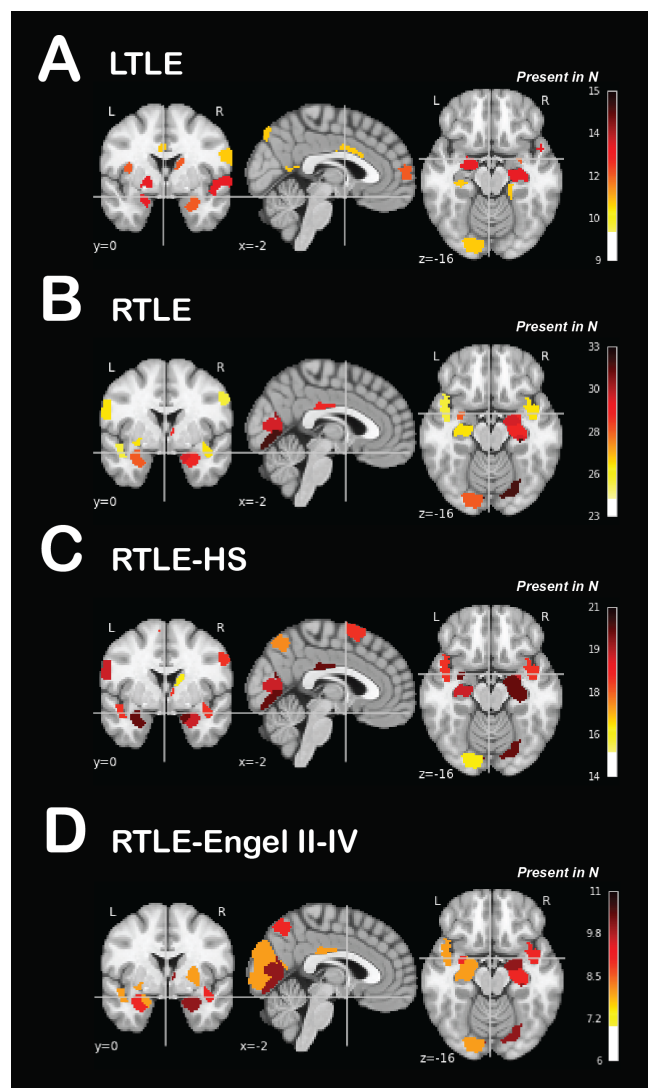 A LTLE
Present in N
L R L R
15
14
12
10
9
y=0 x=-2 z=-16
B RTLE
Present in N
L R L R
33
30
28
26
23
y=0 x=-2 z=-16
C RTLE-HS
Present in N
L R L R
21
19
18
16
14
y=0 x=-2 z=-16
D RTLE-Engel II-IV
Present in N
L R L R
11
9.8
8.5
7.2
6
y=0 x=-2 z=-16